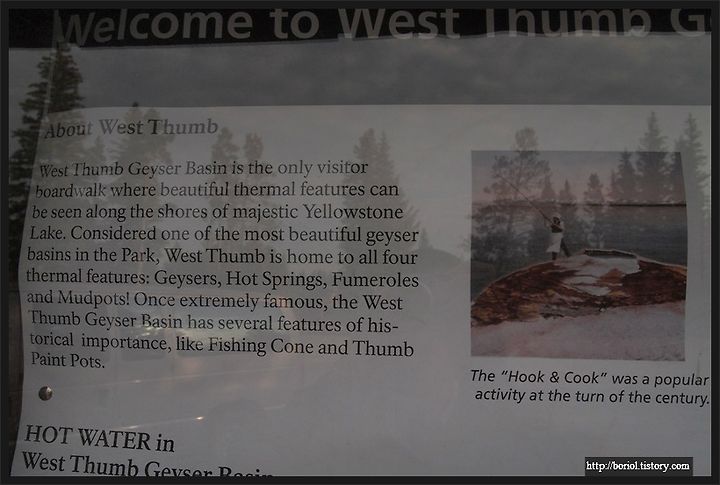 Welcome to West Thumb G
About West Thumb
West Thumb Geyser Basin is the only visitor
boardwalk where beautiful thermal features can
be seen along the shores of majestic Yellowstone
Lake. Considered one of the most beautiful geyser
basins in the Park, West Thumb is home to all four
thermal features: Geysers, Hot Springs, Fumeroles
and Mudpots! Once extremely famous, the West
Thumb Geyser Basin has several features of his-
torical importance, like Fishing Cone and Thumb
Paint Pots.
The “Hook & Cook” was a popular
activity at the turn of the century.
HOT WATER in
West Thumb Geyser Basin
http://boriol.tistory.com